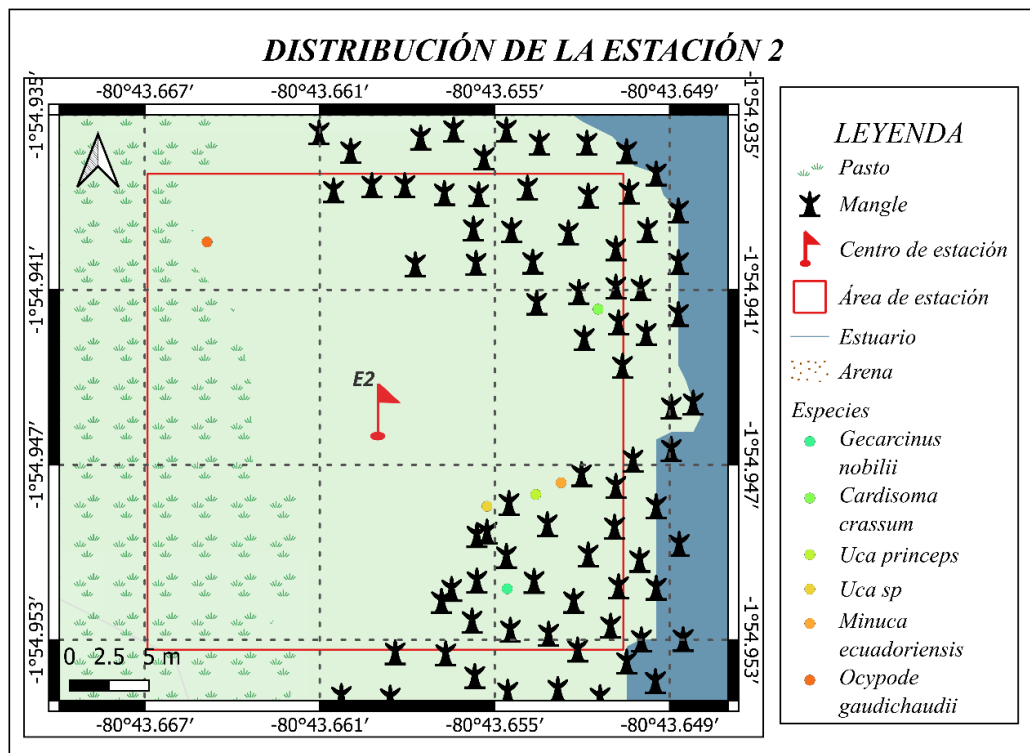 DISTRIBUCIÓN DE LA ESTACIÓN 2
-80°43.667′ -80°43.661′ -80°43.655′ -80°43.649′
-1°54.935′
-1°54.941′
-1°54.947′
-1°54.953′
E2
0 2.5 5 m
-1°54.935′
-1°54.941′
-1°54.947′
-1°54.953′
-80°43.667′ -80°43.661′ -80°43.655′ -80°43.649′
LEYENDA
Pasto
Mangle
Centro de estación
Área de estación
Estuario
Arena
Especies
Gecarcinus
nobilii
Cardisoma
crassum
Uca princeps
Uca sp
Minuca
ecuadoriensis
Ocypode
gaudichaudii